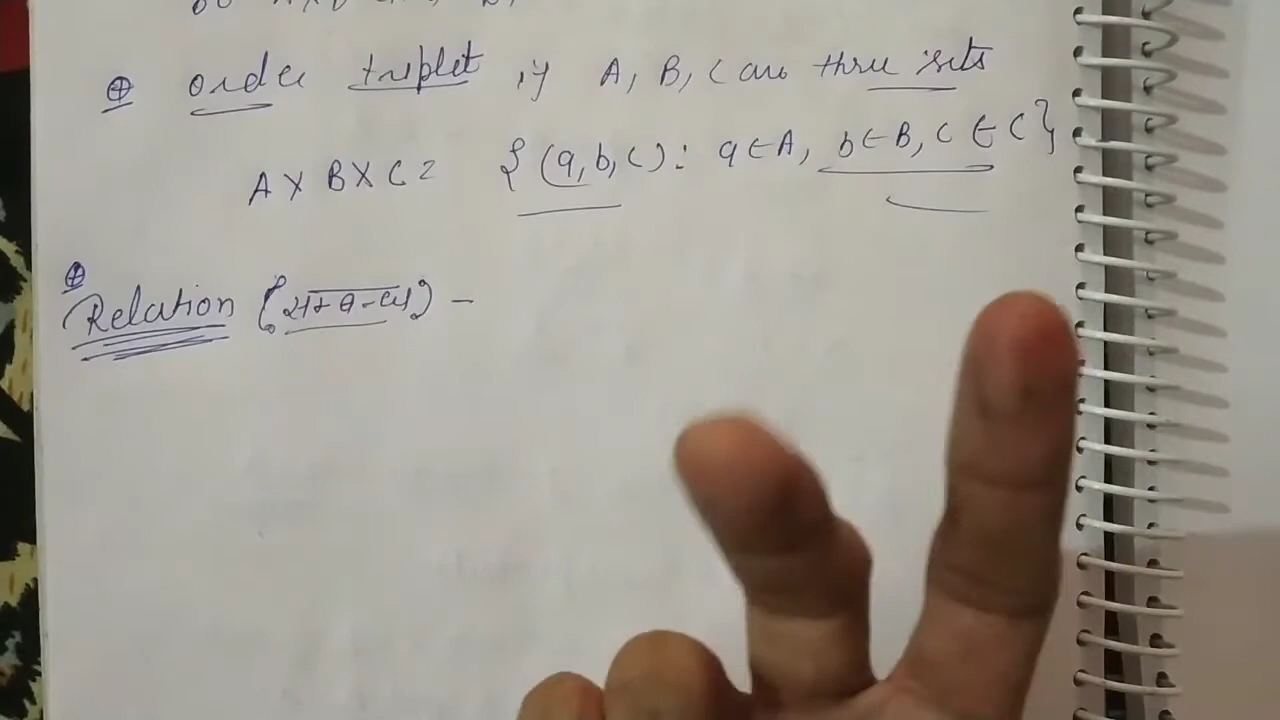 ⊕ order triplet if A, B, C are three sets
A X B X C = {(a, b, c) : a ∈ A, b ∈ B, c ∈ C}
⊕ Relation (सम्बन्ध) –